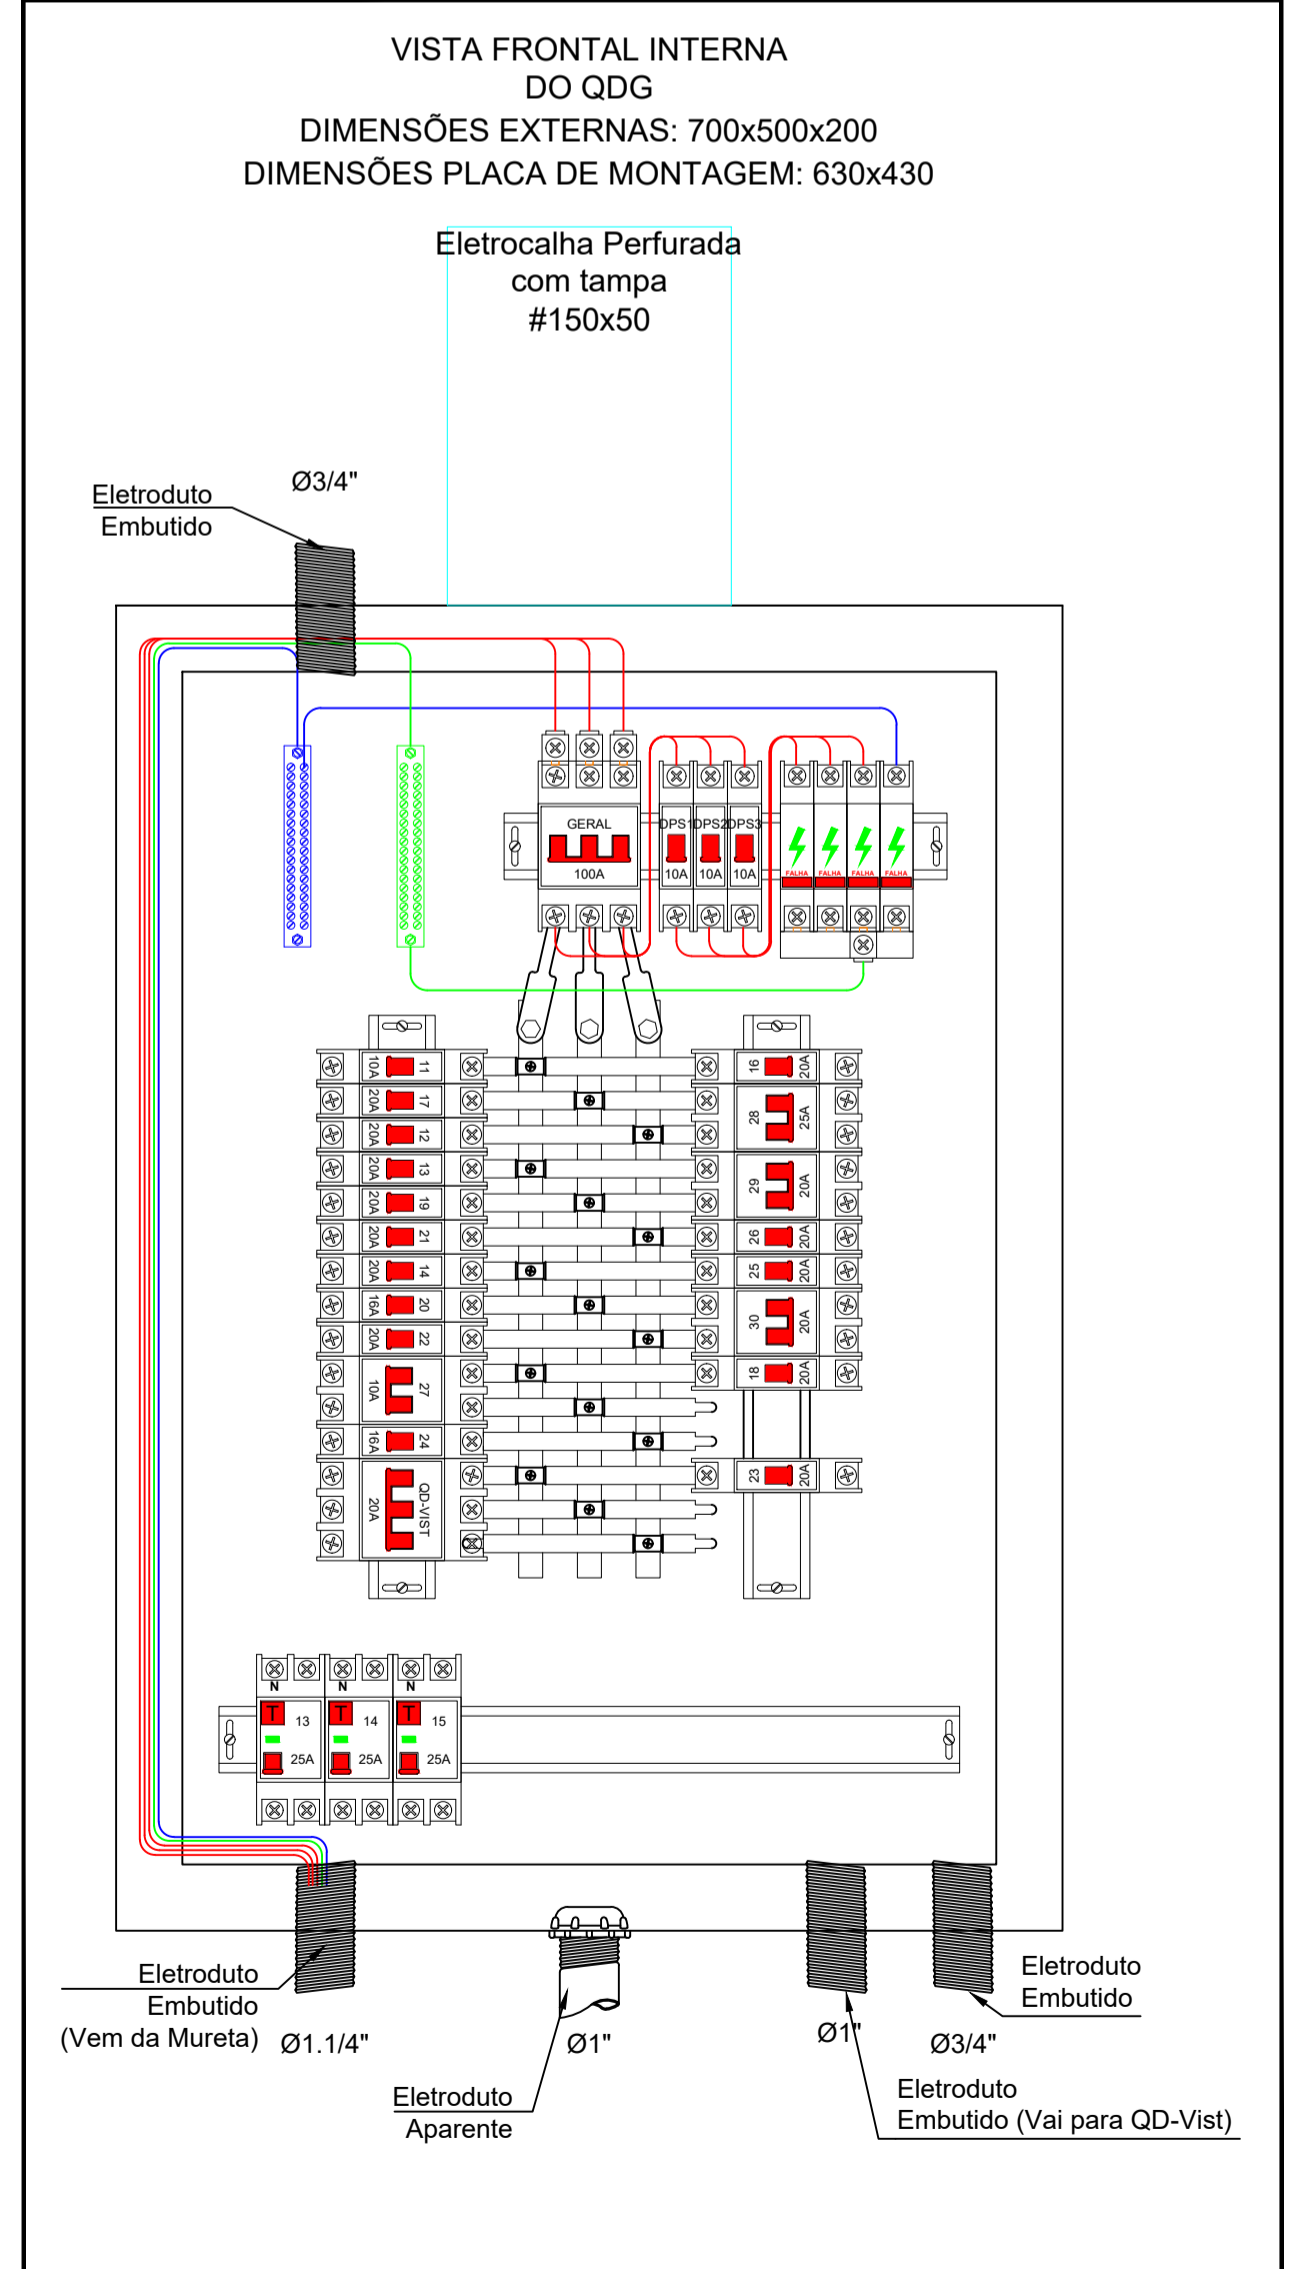 VISTA FRONTAL INTERNA
DO QDG
DIMENSÕES EXTERNAS: 700x500x200
DIMENSÕES PLACA DE MONTAGEM: 630x430
Eletrocalha Perfurada
com tampa
#150x50
Ø3/4"
Eletroduto
Embutido
GERAL
100A
DPS1 DPS2 DPS3
10A 10A 10A
FALHA FALHA FALHA FALHA
10A 11
20A 17
20A 12
20A 13
20A 19
20A 21
20A 14
16A 20
20A 22
10A 27
16A 24
20A QD-VIST
16 20A
28 25A
29 20A
26 20A
25 20A
30 20A
18 20A
23 20A
N N N
T 13 T 14 T 15
25A 25A 25A
Eletroduto
Embutido
(Vem da Mureta)
Ø1.1/4"
Ø1"
Eletroduto
Aparente
Ø1"
Ø3/4"
Eletroduto
Embutido
Eletroduto
Embutido (Vai para QD-Vist)